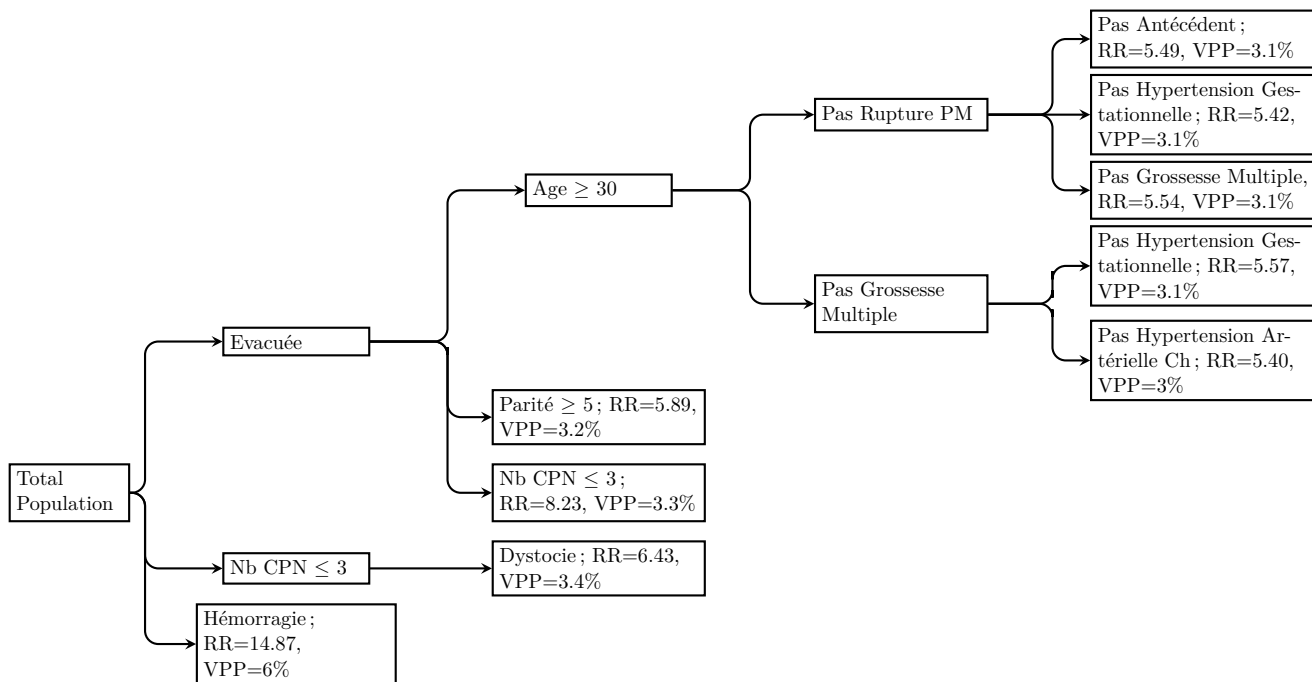 Pas Antécédent ;
RR=5.49, VPP=3.1%
Pas Hypertension Ges-
tationnelle ; RR=5.42,
VPP=3.1%
Pas Rupture PM
Pas Grossesse Multiple,
RR=5.54, VPP=3.1%
Age ≥ 30
Pas Hypertension Ges-
tationnelle ; RR=5.57,
VPP=3.1%
Pas Grossesse
Multiple
Pas Hypertension Ar-
térielle Ch ; RR=5.40,
VPP=3%
Evacuée
Parité ≥ 5 ; RR=5.89,
VPP=3.2%
Total
Population
Nb CPN ≤ 3 ;
RR=8.23, VPP=3.3%
Nb CPN ≤ 3
Dystocie ; RR=6.43,
VPP=3.4%
Hémorragie ;
RR=14.87,
VPP=6%